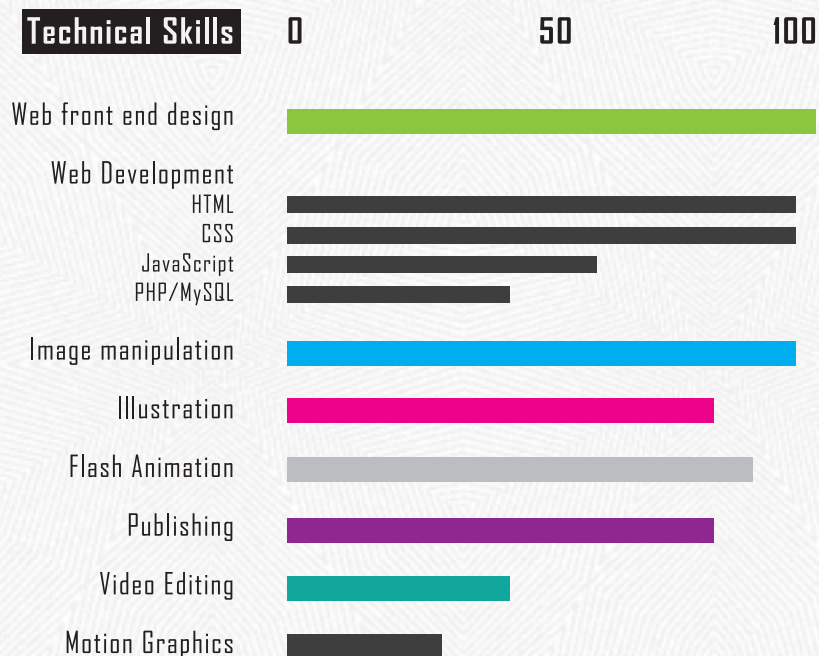 Technical Skills 0 50 100
Web front end design
Web Development
HTML
CSS
JavaScript
PHP/MySQL
Image manipulation
Illustration
Flash Animation
Publishing
Video Editing
Motion Graphics